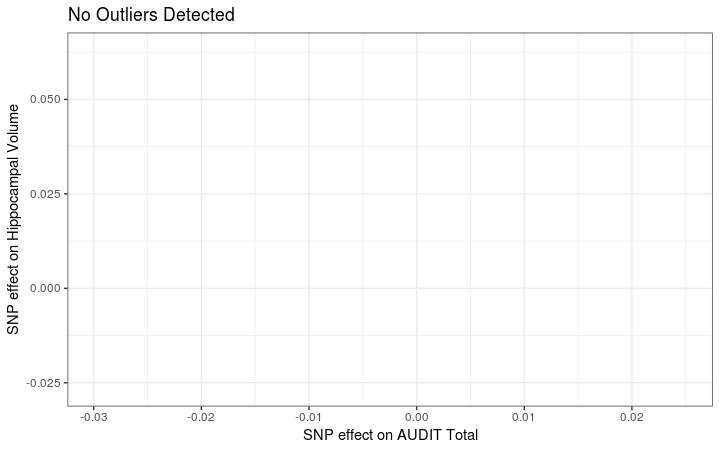 No Outliers Detected
SNP effect on Hippocampal Volume
0.050
0.025
0.000
-0.025
-0.03 -0.02 -0.01 0.00 0.01 0.02
SNP effect on AUDIT Total